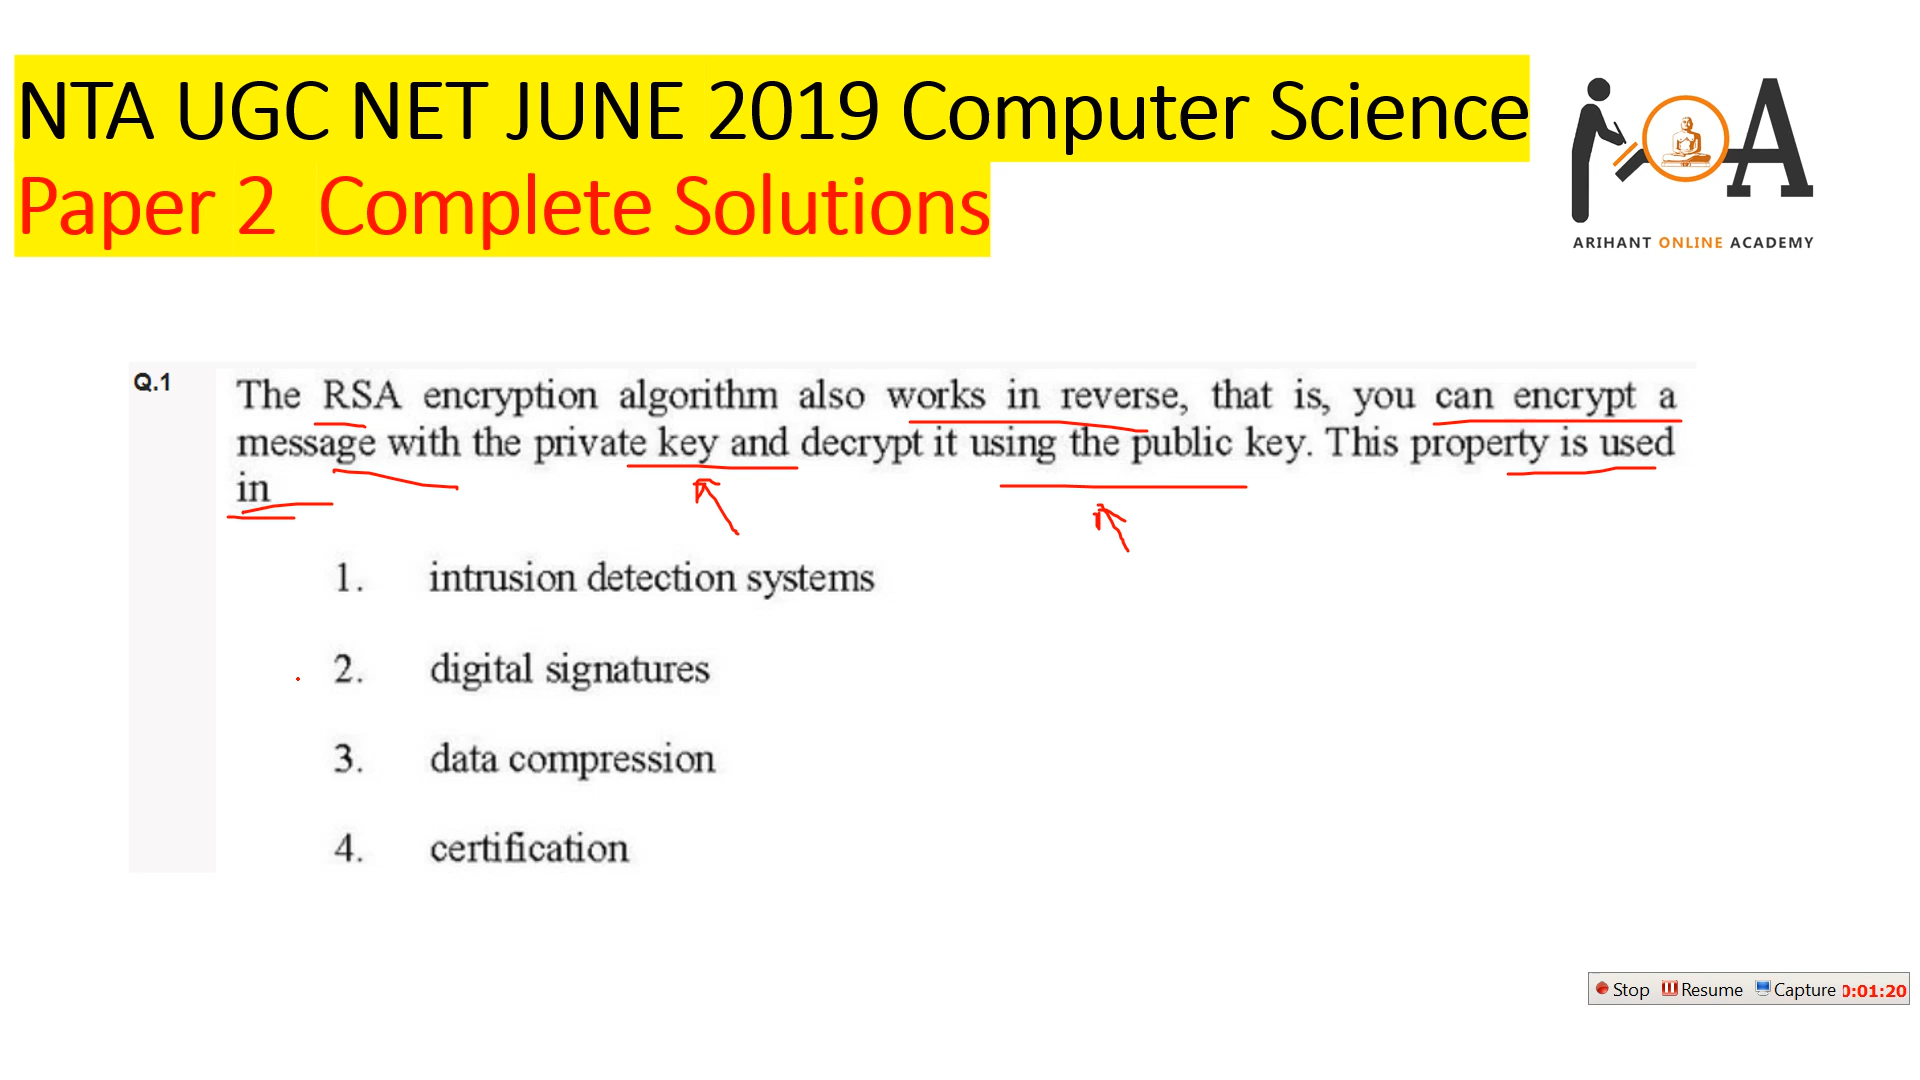 NTA UGC NET JUNE 2019 Computer Science
Paper 2 Complete Solutions
ARIHANT ONLINE ACADEMY
Q.1
The RSA encryption algorithm also works in reverse, that is, you can encrypt a
message with the private key and decrypt it using the public key. This property is used
in
1. intrusion detection systems
2. digital signatures
3. data compression
4. certification
Stop Resume Capture 0:01:20